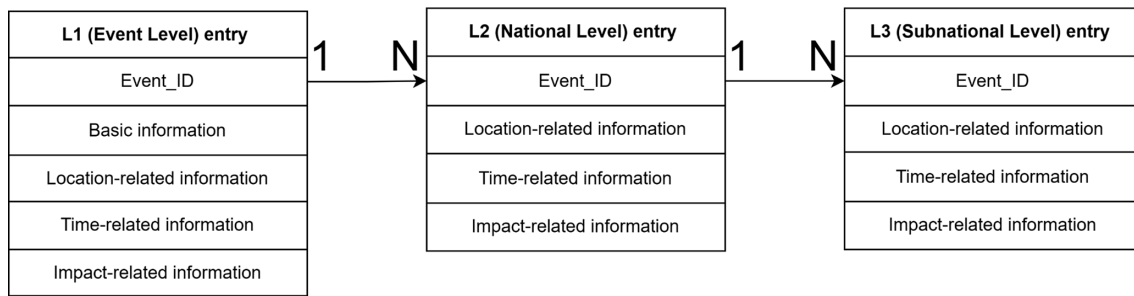 L1 (Event Level) entry
Event_ID
Basic information
Location-related information
Time-related information
Impact-related information
1
N
L2 (National Level) entry
Event_ID
Location-related information
Time-related information
Impact-related information
1
N
L3 (Subnational Level) entry
Event_ID
Location-related information
Time-related information
Impact-related information